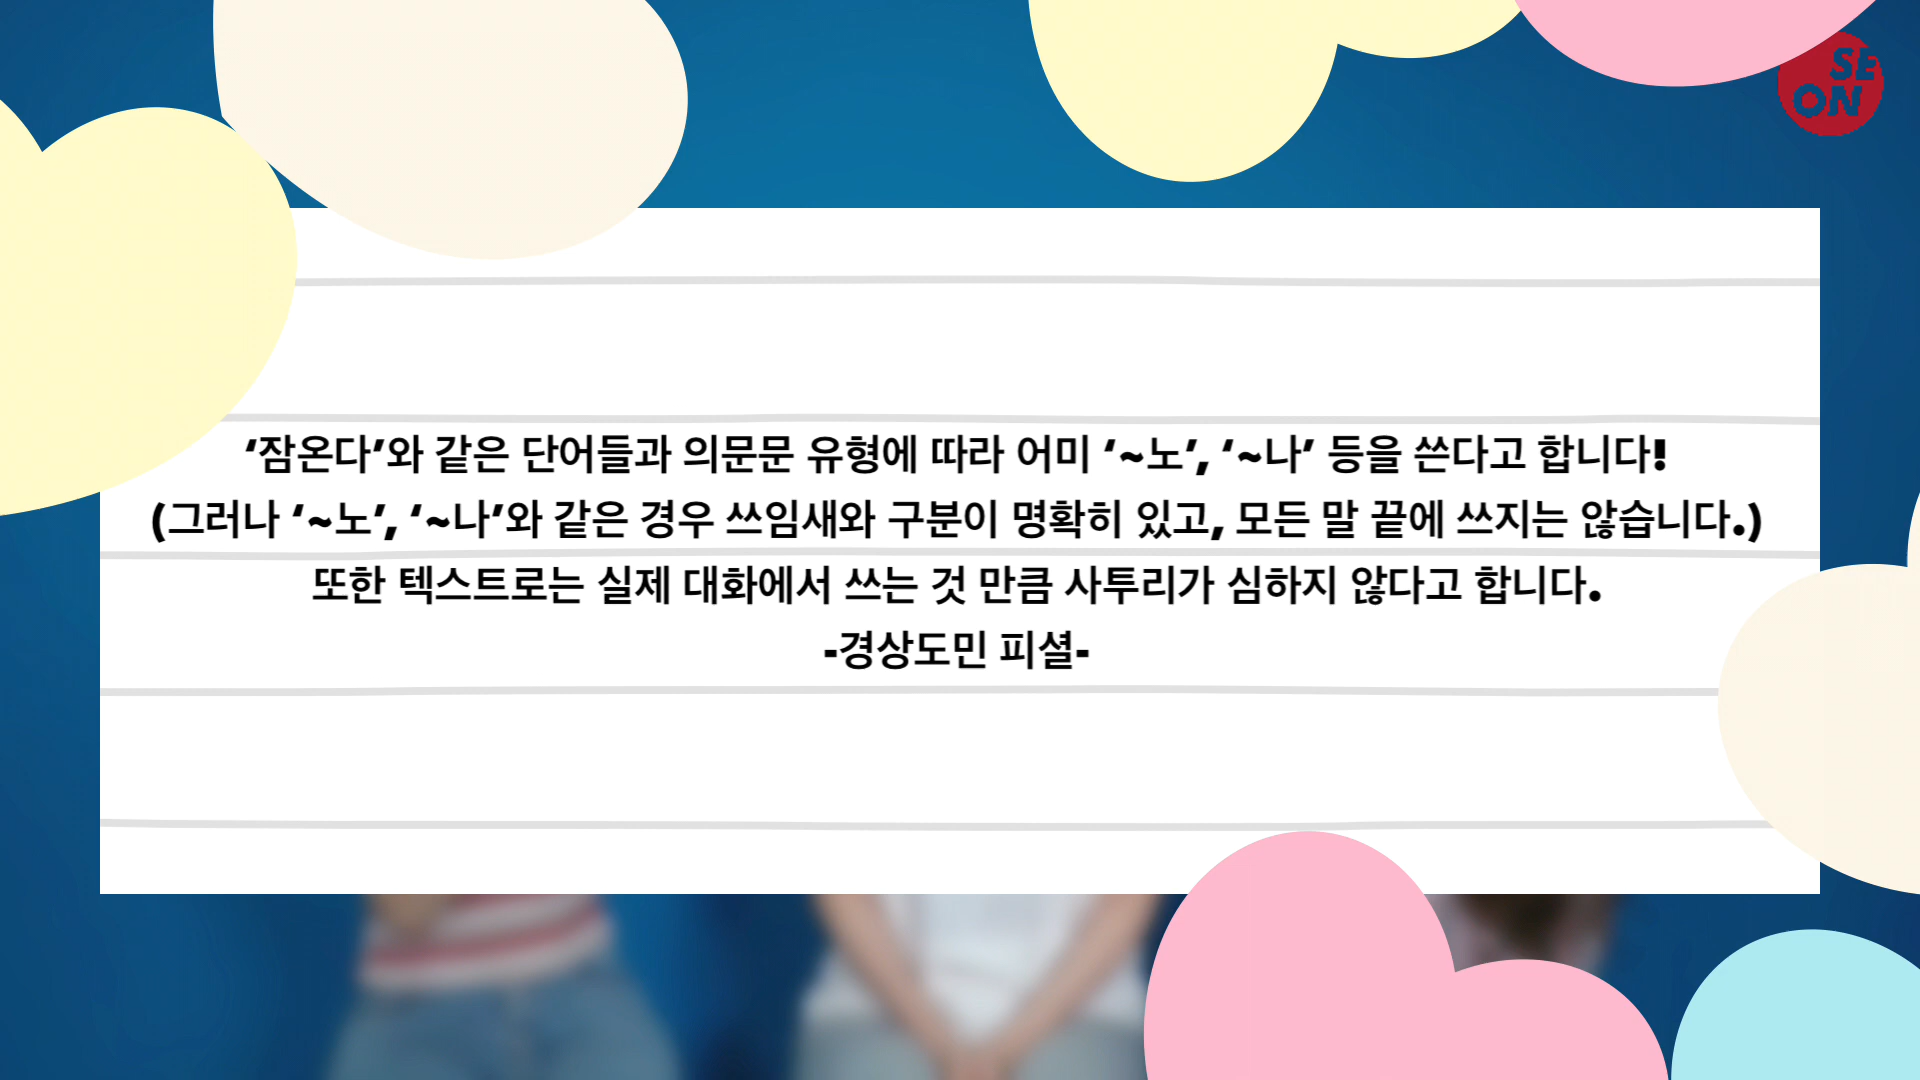 SE
ON
‘잠온다’와 같은 단어들과 의문문 유형에 따라 어미 ‘~노’, ‘~나’ 등을 쓴다고 합니다!
(그러나 ‘~노’, ‘~나’와 같은 경우 쓰임새와 구분이 명확히 있고, 모든 말 끝에 쓰지는 않습니다.)
또한 텍스트로는 실제 대화에서 쓰는 것 만큼 사투리가 심하지 않다고 합니다.
-경상도민 피셜-